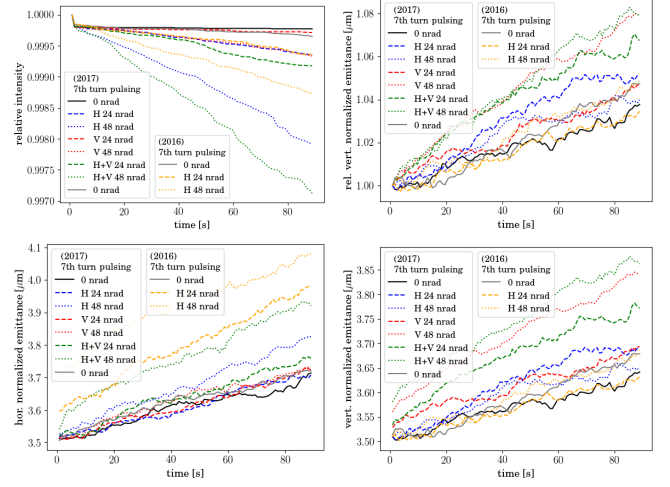 relative intensity
1.0000
0.9995
0.9990
0.9985
0.9980
0.9975
0.9970
(2017)
7th turn pulsing
0 nrad
H 24 nrad
H 48 nrad
V 24 nrad
V 48 nrad
H+V 24 nrad
H+V 48 nrad
0 nrad
(2016)
7th turn pulsing
0 nrad
H 48 nrad
0 20 40 60 80
time [s]
rel. vert. normalized emittance [μm]
1.08
1.06
1.04
1.02
1.00
(2017)
7th turn pulsing
0 nrad
H 24 nrad
H 48 nrad
V 24 nrad
V 48 nrad
H+V 24 nrad
H+V 48 nrad
0 nrad
(2016)
7th turn pulsing
0 nrad
H 24 nrad
H 48 nrad
0 20 40 60 80
time [s]
hor. normalized emittance [μm]
4.1
4.0
3.9
3.8
3.7
3.6
3.5
(2017)
7th turn pulsing
0 nrad
H 24 nrad
H 48 nrad
V 24 nrad
V 48 nrad
H+V 24 nrad
H+V 48 nrad
0 nrad
(2016)
7th turn pulsing
0 nrad
H 24 nrad
H 48 nrad
0 20 40 60 80
time [s]
vert. normalized emittance [μm]
3.85
3.80
3.75
3.70
3.65
3.60
3.55
3.50
(2017)
7th turn pulsing
0 nrad
H 24 nrad
H 48 nrad
V 24 nrad
V 48 nrad
H+V 24 nrad
H+V 48 nrad
0 nrad
(2016)
7th turn pulsing
0 nrad
H 24 nrad
H 48 nrad
0 20 40 60 80
time [s]